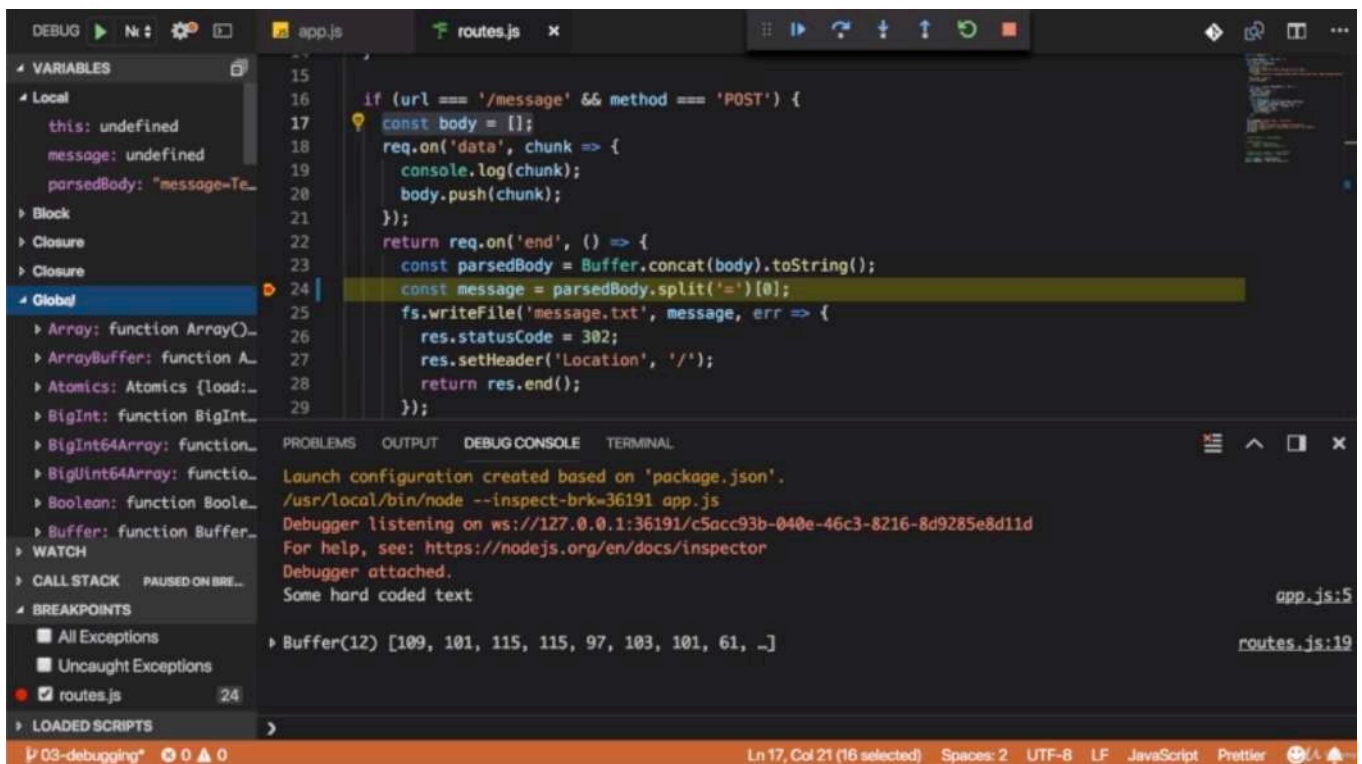 DEBUG
app.js
routes.js ×
VARIABLES
Local
this: undefined
message: undefined
parsedBody: "message=Te…
Block
Closure
Closure
Global
Array: function Array()…
ArrayBuffer: function A…
Atomics: Atomics {load:…
BigInt: function BigInt…
BigInt64Array: function…
BigUint64Array: functio…
Boolean: function Boole…
Buffer: function Buffer…
WATCH
CALL STACK PAUSED ON BRE…
BREAKPOINTS
All Exceptions
Uncaught Exceptions
routes.js 24
LOADED SCRIPTS
15
16 if (url === '/message' && method === 'POST') {
17 const body = [];
18 req.on('data', chunk => {
19 console.log(chunk);
20 body.push(chunk);
21 });
22 return req.on('end', () => {
23 const parsedBody = Buffer.concat(body).toString();
24 const message = parsedBody.split('=')[0];
25 fs.writeFile('message.txt', message, err => {
26 res.statusCode = 302;
27 res.setHeader('Location', '/');
28 return res.end();
29 });
PROBLEMS OUTPUT DEBUG CONSOLE TERMINAL
Launch configuration created based on 'package.json'.
/usr/local/bin/node --inspect-brk=36191 app.js
Debugger listening on ws://127.0.0.1:36191/c5acc93b-040e-46c3-8216-8d9285e8d11d
For help, see: https://nodejs.org/en/docs/inspector
Debugger attached.
Some hard coded text app.js:5
Buffer(12) [109, 101, 115, 115, 97, 103, 101, 61, …] routes.js:19
03-debugging* 0 0 Ln 17, Col 21 (16 selected) Spaces: 2 UTF-8 LF JavaScript Prettier